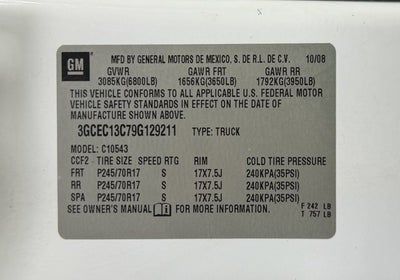 GM
MFD BY GENERAL MOTORS DE MEXICO, S. DE R.L. DE C.V. 10/08
GVWR GAWR FRT GAWR RR
3085KG(6800LB) 1656KG(3650LB) 1792KG(3950LB)
THIS VEHICLE CONFORMS TO ALL APPLICABLE U.S. FEDERAL MOTOR
VEHICLE SAFETY STANDARDS IN EFFECT ON THE DATE OF
MANUFACTURE SHOWN ABOVE.
3GCEC13C79G129211 TYPE: TRUCK
MODEL: C10543
CCF2 TIRE SIZE SPEED RTG RIM COLD TIRE PRESSURE
FRT P245/70R17 S 17X7.5J 240KPA(35PSI)
RR P245/70R17 S 17X7.5J 240KPA(35PSI)
SPA P245/70R17 S 17X7.5J 240KPA(35PSI)
SEE OWNER'S MANUAL FOR MORE INFORMATION. F 242 LB
T 757 LB